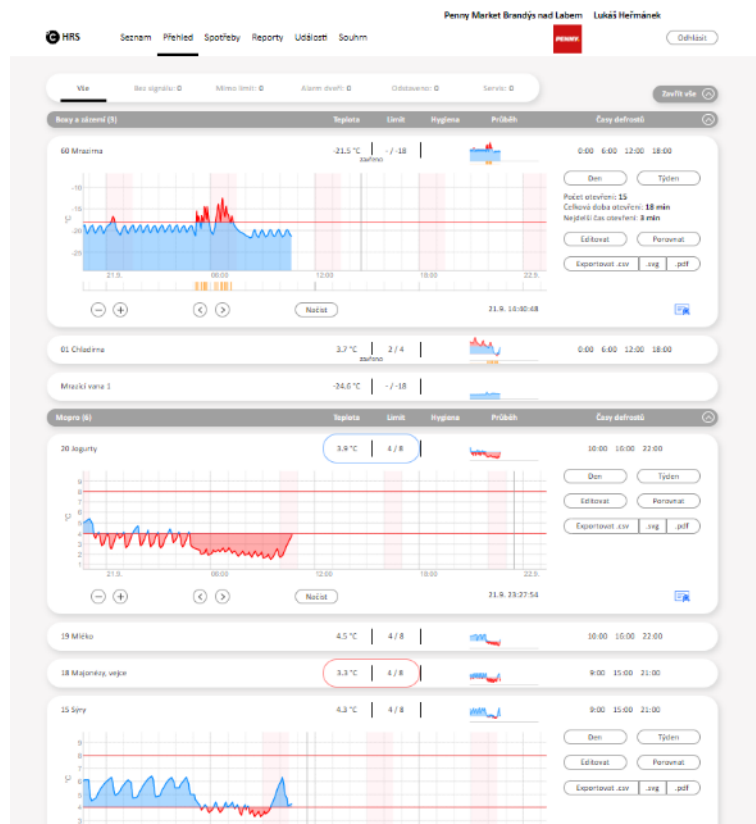 Penny Market Brandýs nad Labem Lukáš Heřmánek
HRS Seznam Přehled Spotřeby Reporty Události Souhrn PENNY. Odhlásit
Vše Bez signálu: 0 Mimo limit: 0 Alarm dveří: 0 Odstaveno: 0 Servis: 0
Zavřít vše
Boxy a zázemí (3) Teplota Limit Hygiena Průběh Časy defrostů
60 Mrazírna -21.5 °C - / -18 0:00 6:00 12:00 18:00
zavřeno
Den Týden
Počet otevření: 15
Celková doba otevření: 18 min
Nejdelší čas otevření: 3 min
Editovat Porovnat
Exportovat .csv .svg .pdf
°C
-10
-15
-20
-25
21.9. 06:00 12:00 18:00 22.9.
Načíst 21.9. 14:40:48
01 Chladírna 3.7 °C 2 / 4 0:00 6:00 12:00 18:00
zavřeno
Mrazící vana 1 -24.6 °C - / -18
Mopro (6) Teplota Limit Hygiena Průběh Časy defrostů
20 Jogurty 3.9 °C 4 / 8 10:00 16:00 22:00
Den Týden
Editovat Porovnat
Exportovat .csv .svg .pdf
°C
9
8
7
6
5
4
3
2
1
21.9. 06:00 12:00 18:00 22.9.
Načíst 21.9. 23:27:54
19 Mléko 4.5 °C 4 / 8 10:00 16:00 22:00
18 Majonézy, vejce 3.3 °C 4 / 8 9:00 15:00 21:00
15 Sýry 4.3 °C 4 / 8 9:00 15:00 21:00
Den Týden
Editovat Porovnat
Exportovat .csv .svg .pdf
°C
9
8
7
6
5
4
3